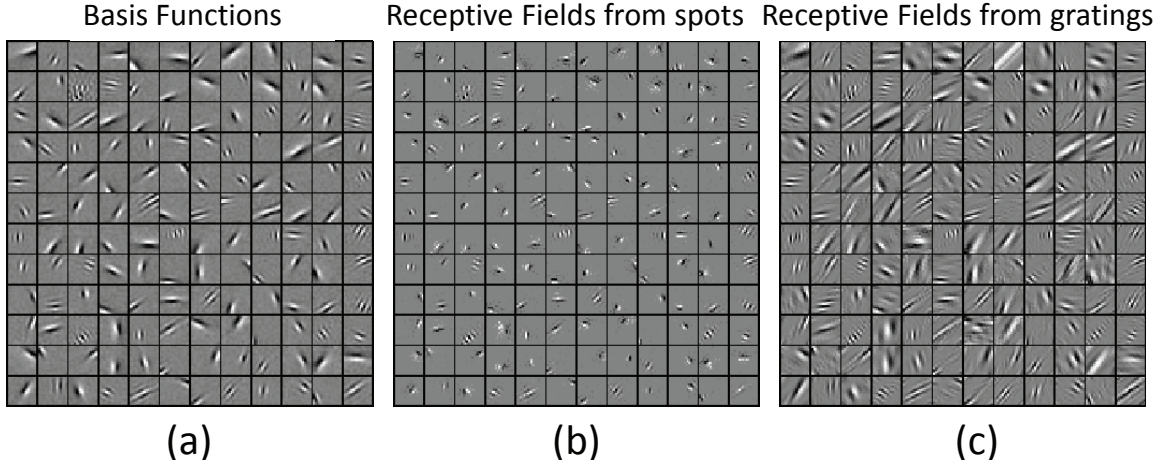 Basis Functions
Receptive Fields from spots
Receptive Fields from gratings
(a)
(b)
(c)